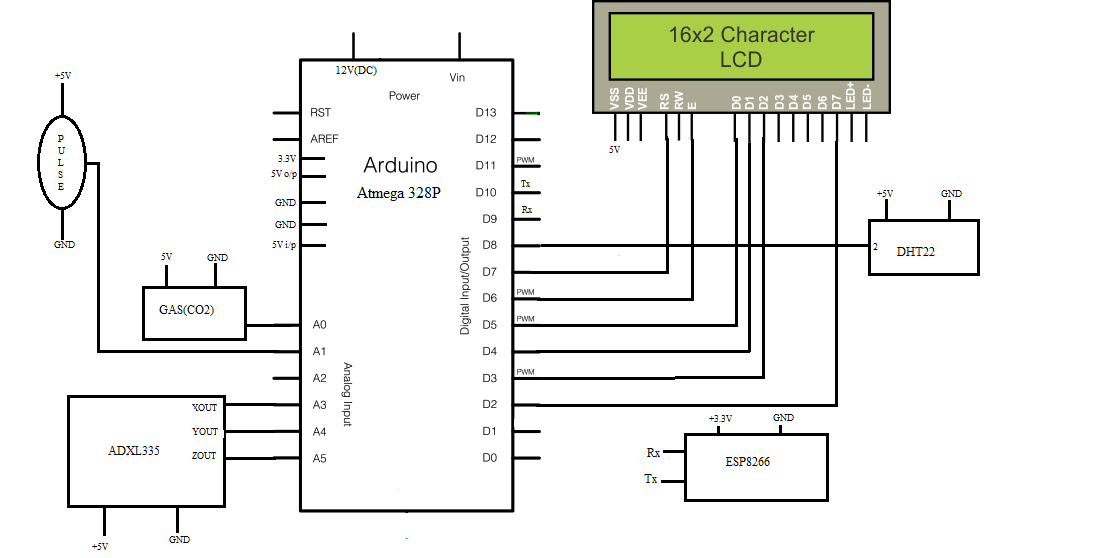 16x2 Character
LCD
VSS
VDD
VEE
RS
RW
E
D0
D1
D2
D3
D4
D5
D6
D7
LED+
LED-
5V
12V(DC)
Vin
Power
+5V
PULSE
GND
RST
AREF
3.3V
5V o/p
GND
GND
5V i/p
Arduino
Atmega 328P
D13
D12
D11
PWM
D10
Tx
D9
Rx
D8
D7
D6
PWM
D5
PWM
D4
D3
PWM
D2
D1
D0
Digital Input/Output
+5V
GND
2
DHT22
5V
GND
GAS(CO2)
A0
A1
A2
A3
A4
A5
Analog Input
XOUT
YOUT
ZOUT
ADXL335
+5V
GND
+3.3V
GND
Rx
Tx
ESP8266